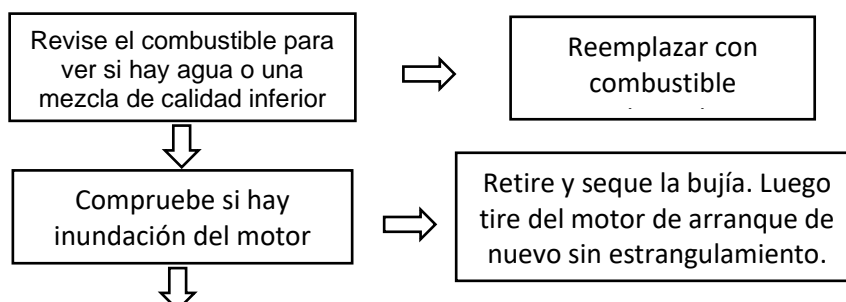 Revise el combustible para
ver si hay agua o una
mezcla de calidad inferior
Reemplazar con
combustible
Compruebe si hay
inundación del motor
Retire y seque la bujía. Luego
tire del motor de arranque de
nuevo sin estrangulamiento.